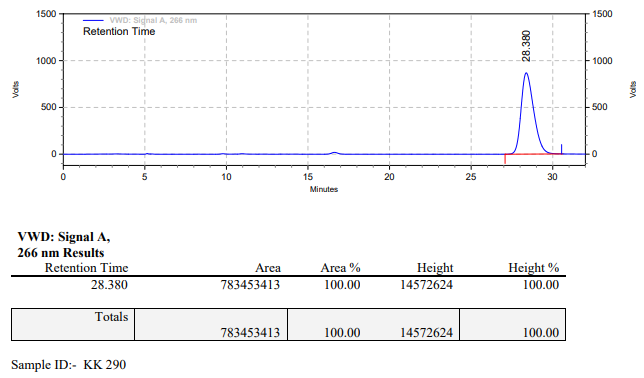 VWD: Signal A, 266 nm
Retention Time
28.380
1500
1000
500
0
1500
1000
500
0
Volts
Volts
0 5 10 15 20 25 30
Minutes
VWD: Signal A,
266 nm Results
Retention Time Area Area % Height Height %
28.380 783453413 100.00 14572624 100.00
Totals
783453413 100.00 14572624 100.00
Sample ID:- KK 290